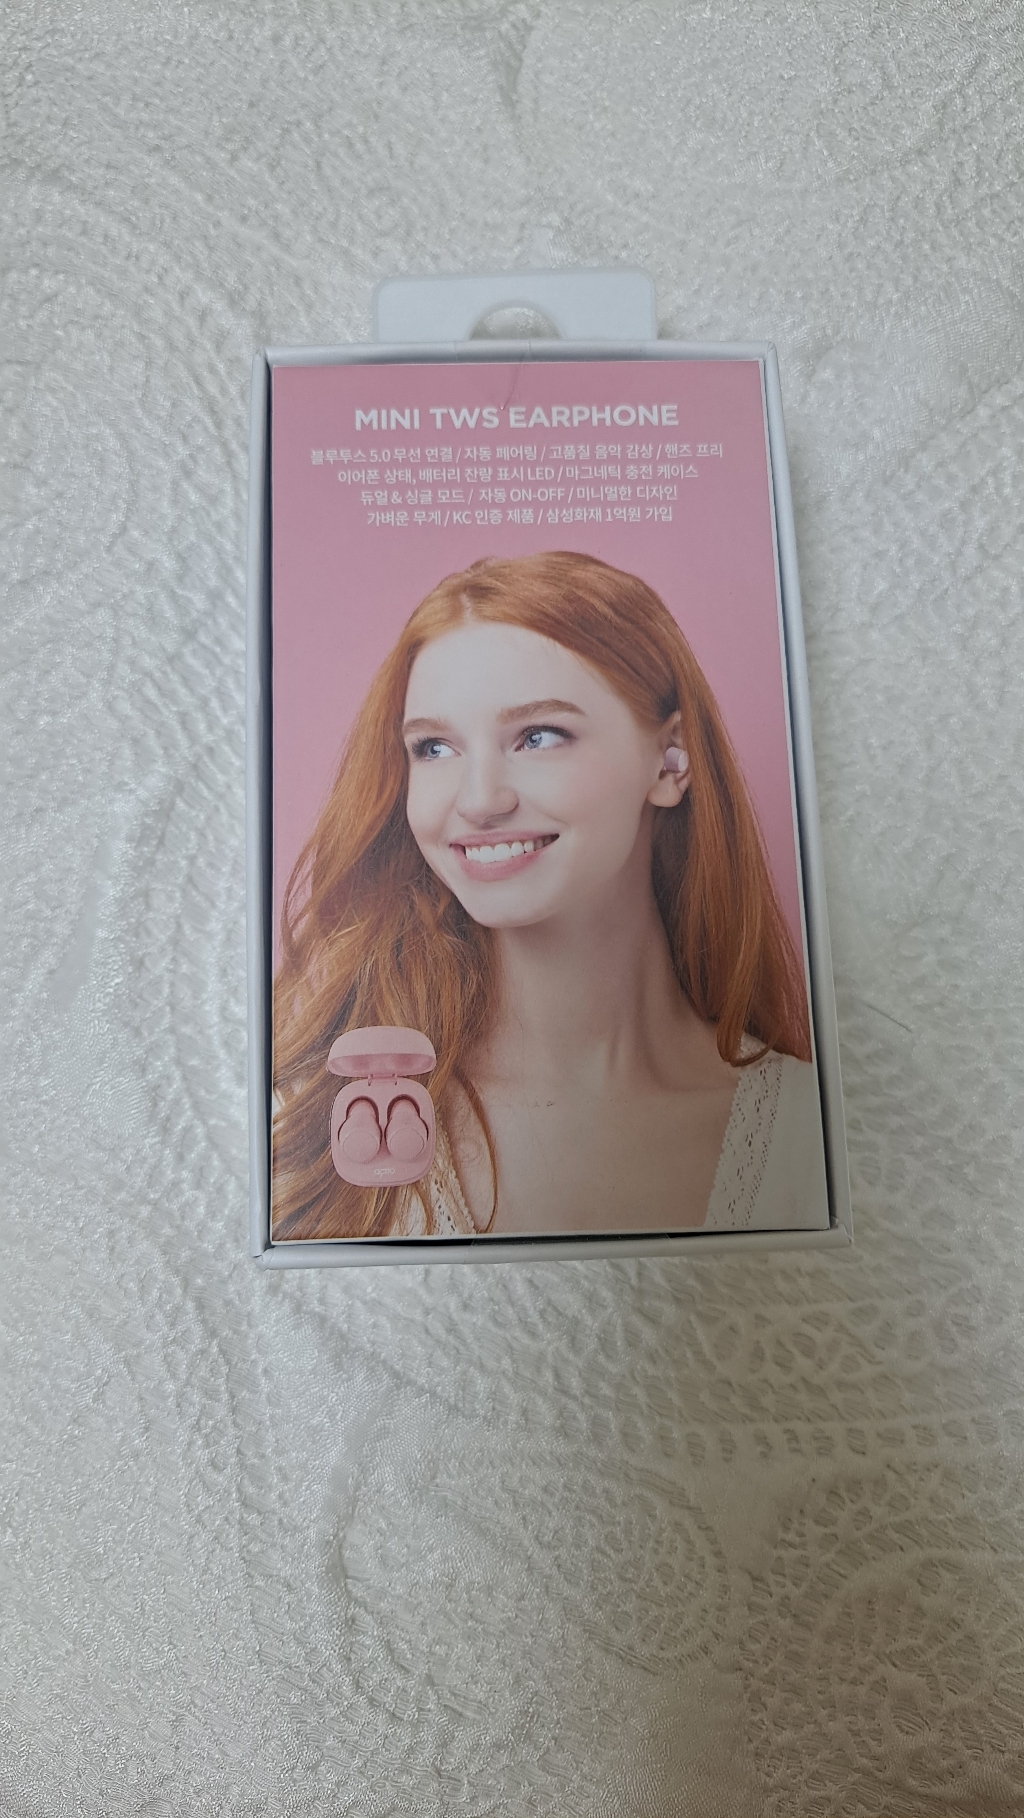 MINI TWS EARPHONE
블루투스 5.0 무선 연결 / 자동 페어링 / 고품질 음악 감상 / 핸즈 프리
이어폰 상태, 배터리 잔량 표시 LED / 마그네틱 충전 케이스
듀얼 & 싱글 모드 / 자동 ON-OFF / 미니멀한 디자인
가벼운 무게 / KC 인증 제품 / 삼성화재 1억원 가입